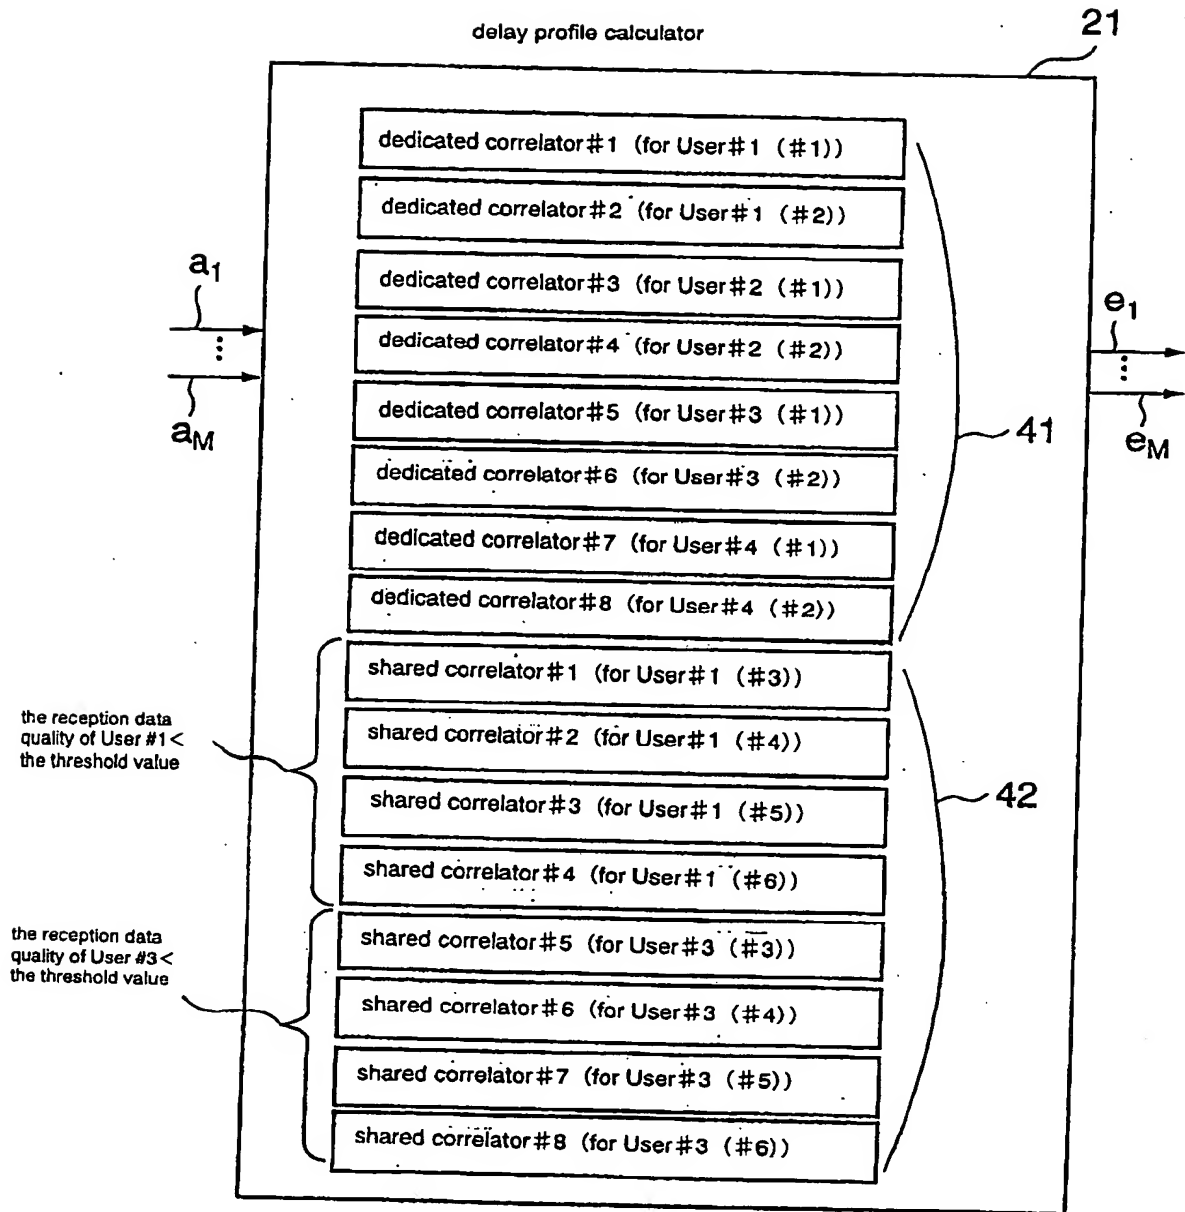 delay profile calculator
21
dedicated correlator#1 (for User#1 (#1))
dedicated correlator#2 (for User#1 (#2))
dedicated correlator#3 (for User#2 (#1))
dedicated correlator#4 (for User#2 (#2))
dedicated correlator#5 (for User#3 (#1))
dedicated correlator#6 (for User#3 (#2))
dedicated correlator#7 (for User#4 (#1))
dedicated correlator#8 (for User#4 (#2))
a1
⋮
aM
e1
⋮
eM
41
shared correlator#1 (for User#1 (#3))
shared correlator#2 (for User#1 (#4))
shared correlator#3 (for User#1 (#5))
shared correlator#4 (for User#1 (#6))
shared correlator#5 (for User#3 (#3))
shared correlator#6 (for User#3 (#4))
shared correlator#7 (for User#3 (#5))
shared correlator#8 (for User#3 (#6))
42
the reception data
quality of User #1<
the threshold value
the reception data
quality of User #3<
the threshold value